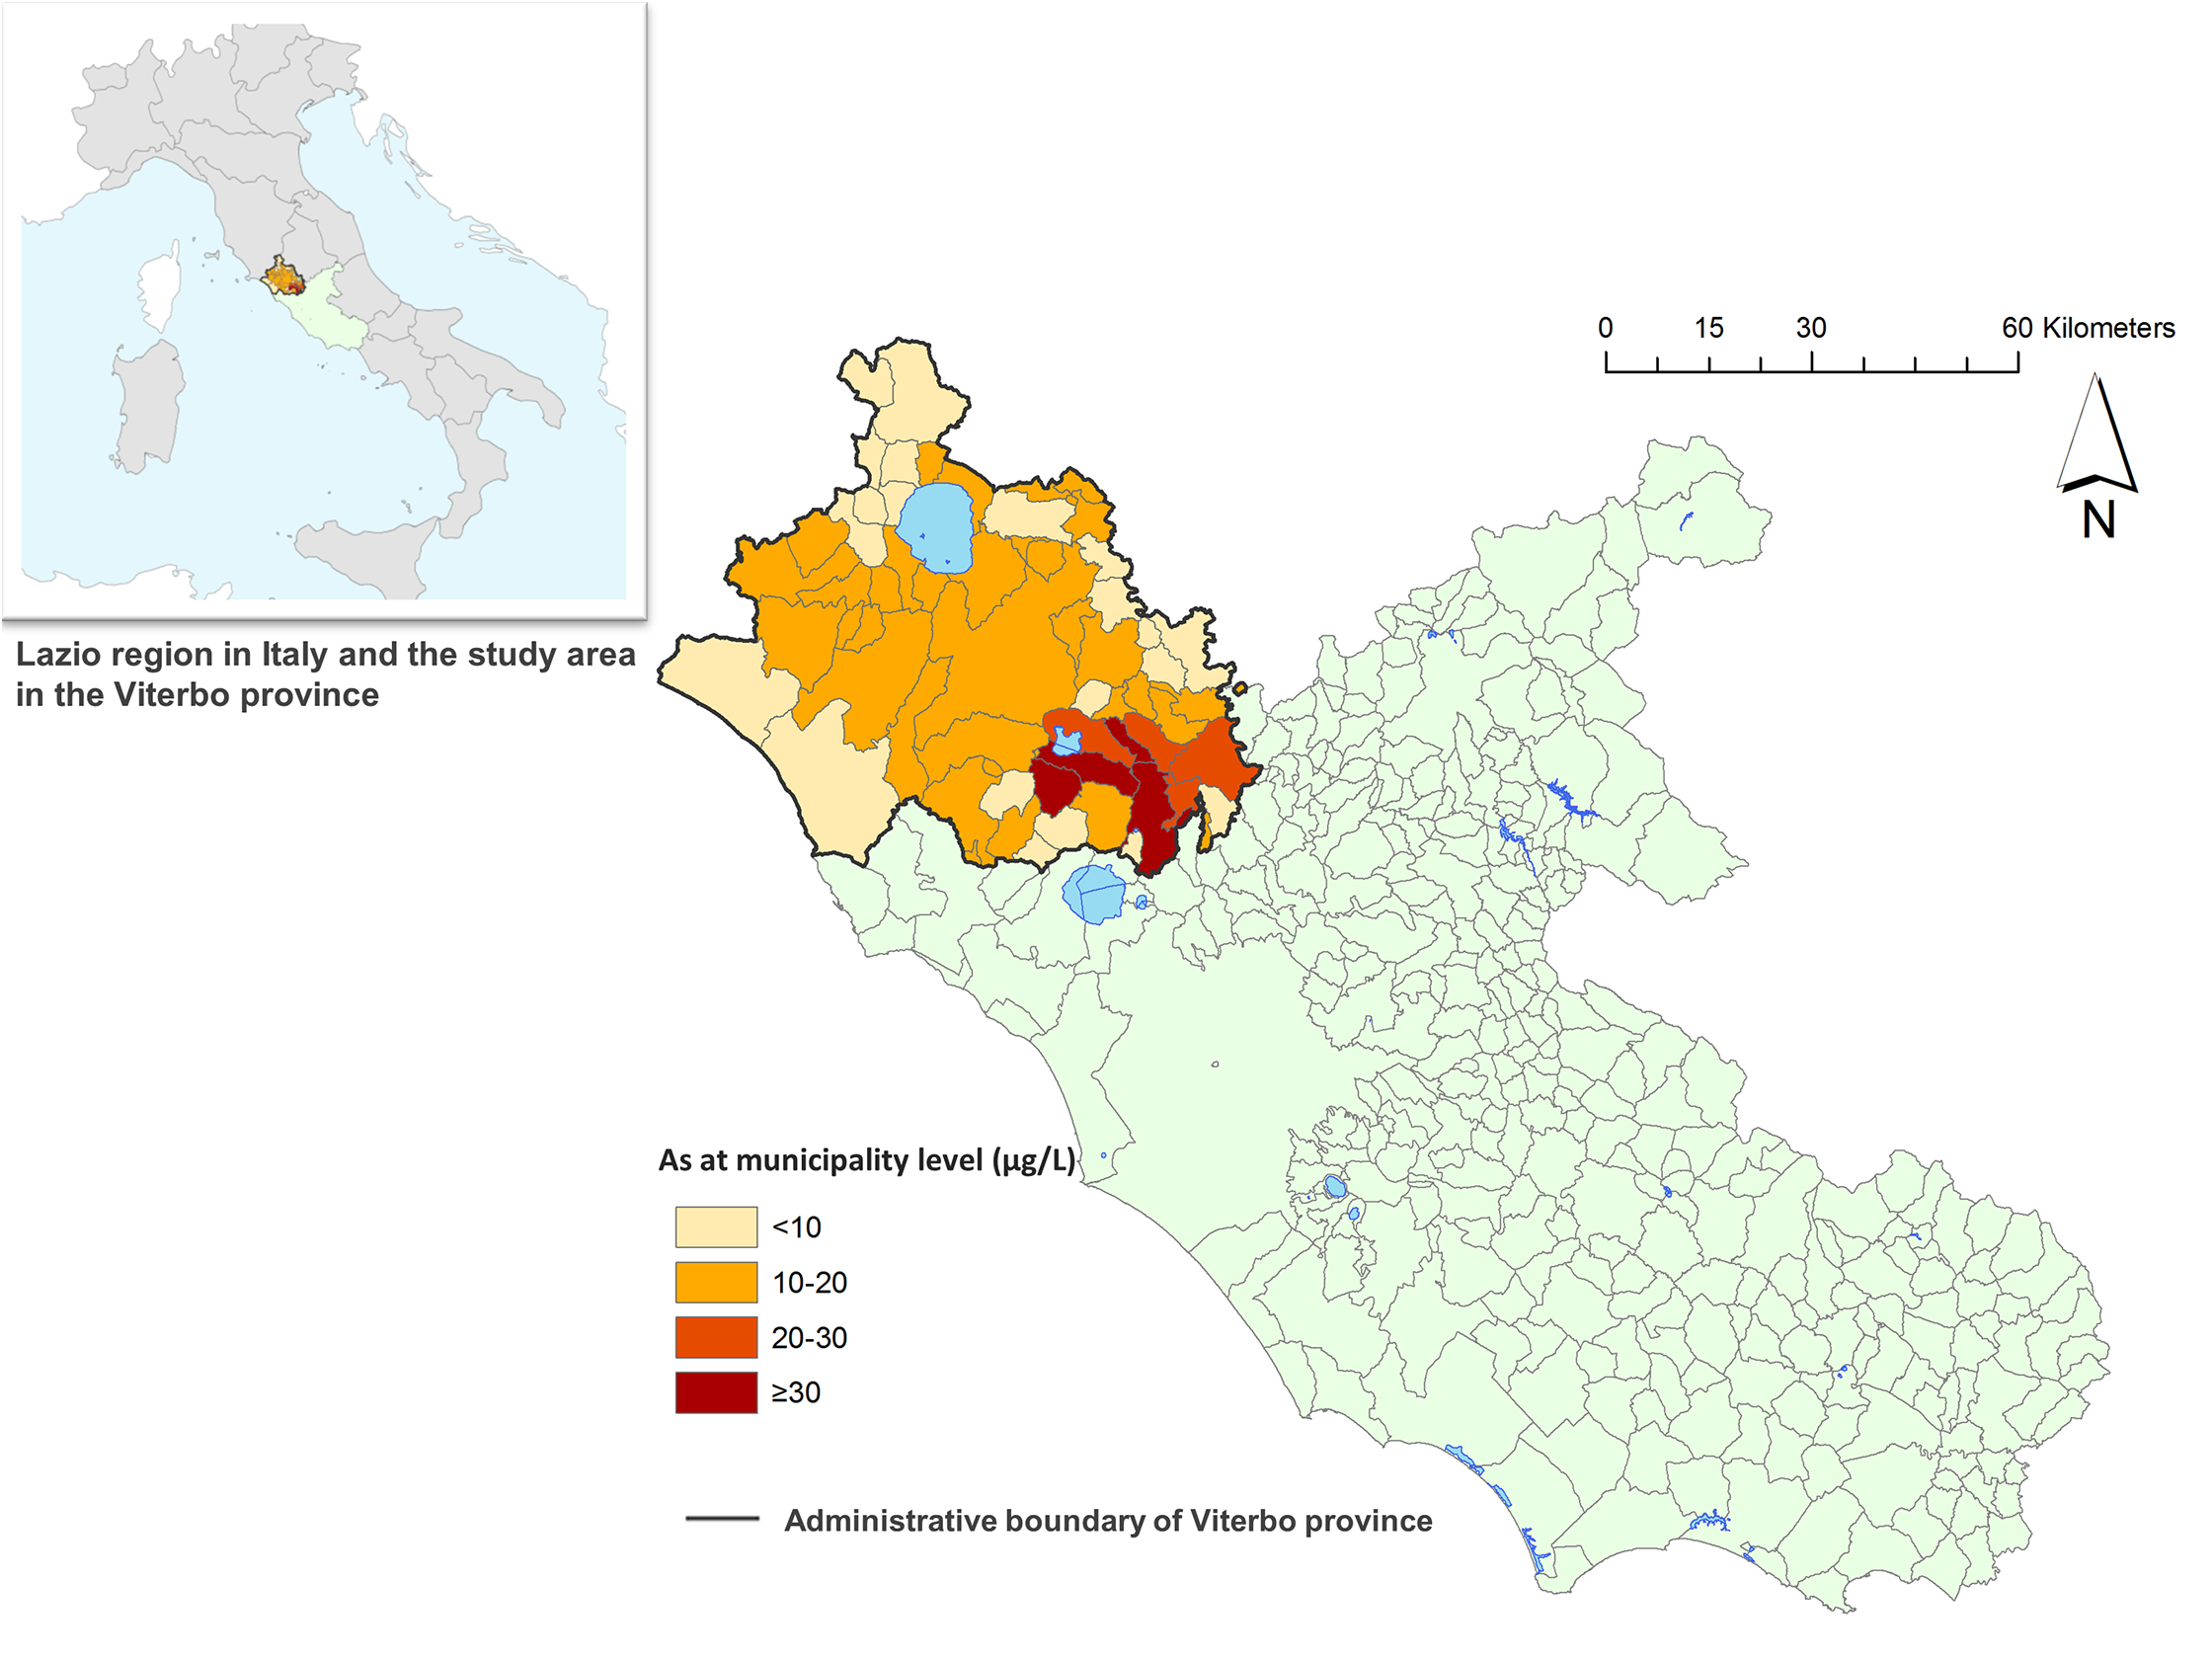 Lazio region in Italy and the study area
in the Viterbo province
0 15 30 60 Kilometers
N
As at municipality level (µg/L)
<10
10-20
20-30
≥30
Administrative boundary of Viterbo province